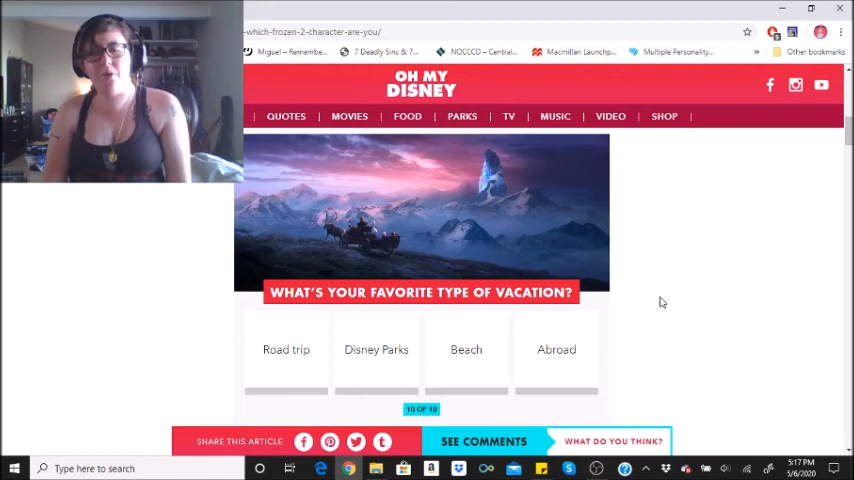 -which-frozen-2-character-are-you/
Miguel – Remembe...
7 Deadly Sins & 7...
NOCCCD – Central...
Macmillan Launchp...
Multiple Personality...
»
Other bookmarks
OH MY
DISNEY
QUOTES | MOVIES | FOOD | PARKS | TV | MUSIC | VIDEO | SHOP |
WHAT'S YOUR FAVORITE TYPE OF VACATION?
Road trip
Disney Parks
Beach
Abroad
10 OF 10
SHARE THIS ARTICLE
SEE COMMENTS
WHAT DO YOU THINK?
Type here to search
5:17 PM
5/6/2020